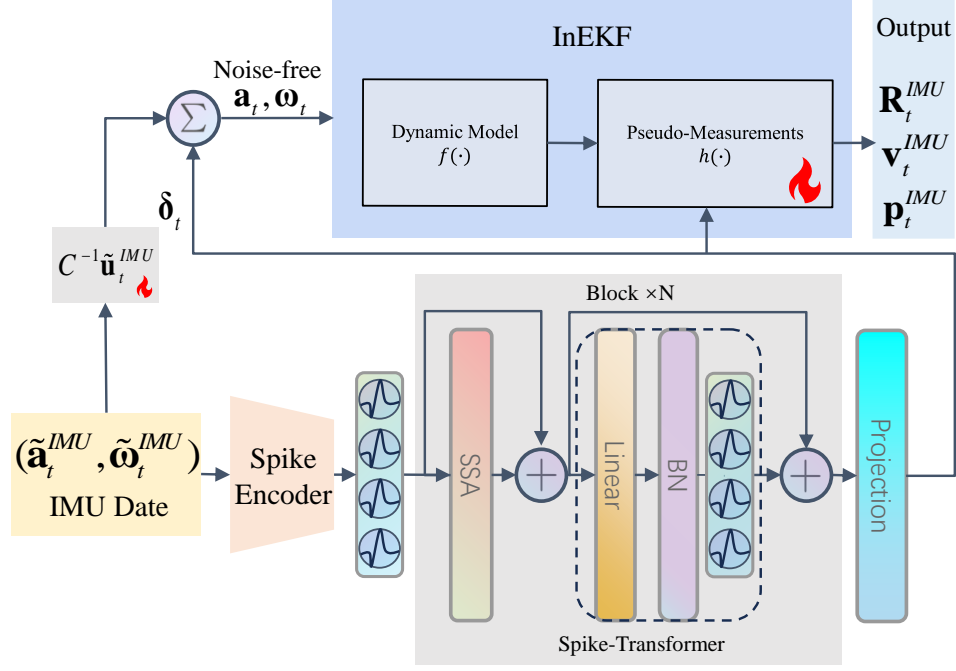 InEKF
Output
Noise-free
𝐚_t, 𝛚_t
Σ
Dynamic Model
f(·)
Pseudo-Measurements
h(·)
𝐑_t^{IMU}
𝐯_t^{IMU}
𝐩_t^{IMU}
𝛅_t
C^{-1} ũ_t^{IMU}
Block ×N
(ã_t^{IMU}, ω̃_t^{IMU})
IMU Date
Spike
Encoder
SSA
+
Linear
BN
+
Projection
Spike-Transformer